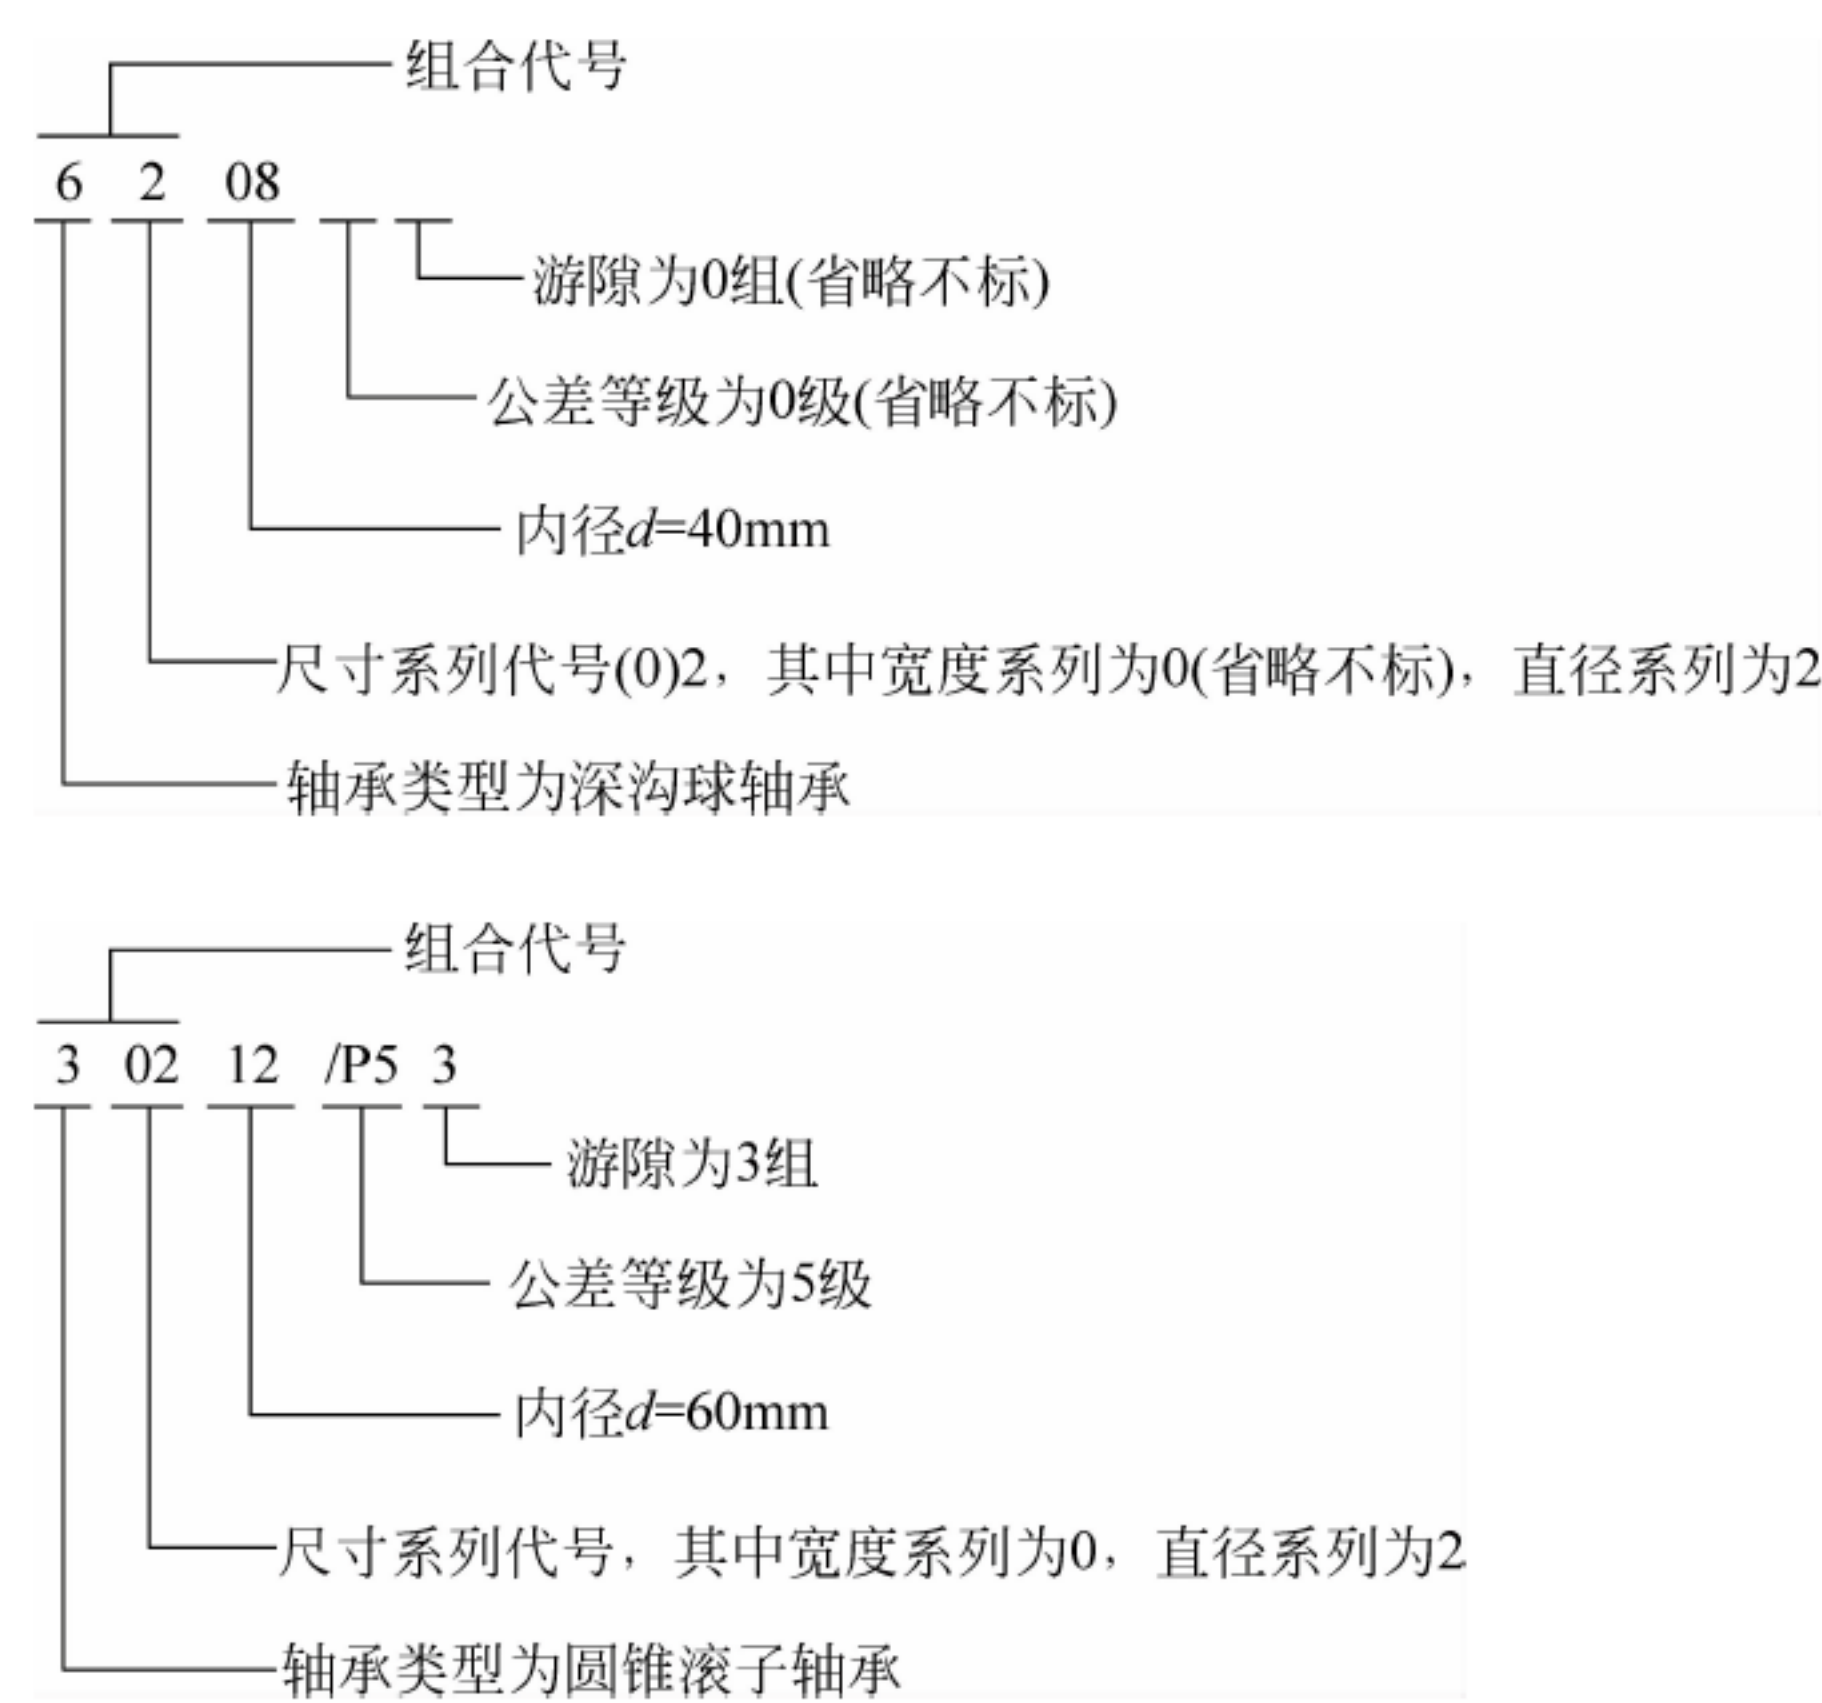 组合代号
6 2 08
游隙为0组(省略不标)
公差等级为0级(省略不标)
内径d=40mm
尺寸系列代号(0)2，其中宽度系列为0(省略不标)，直径系列为2
轴承类型为深沟球轴承
组合代号
3 02 12 /P5 3
游隙为3组
公差等级为5级
内径d=60mm
尺寸系列代号，其中宽度系列为0，直径系列为2
轴承类型为圆锥滚子轴承